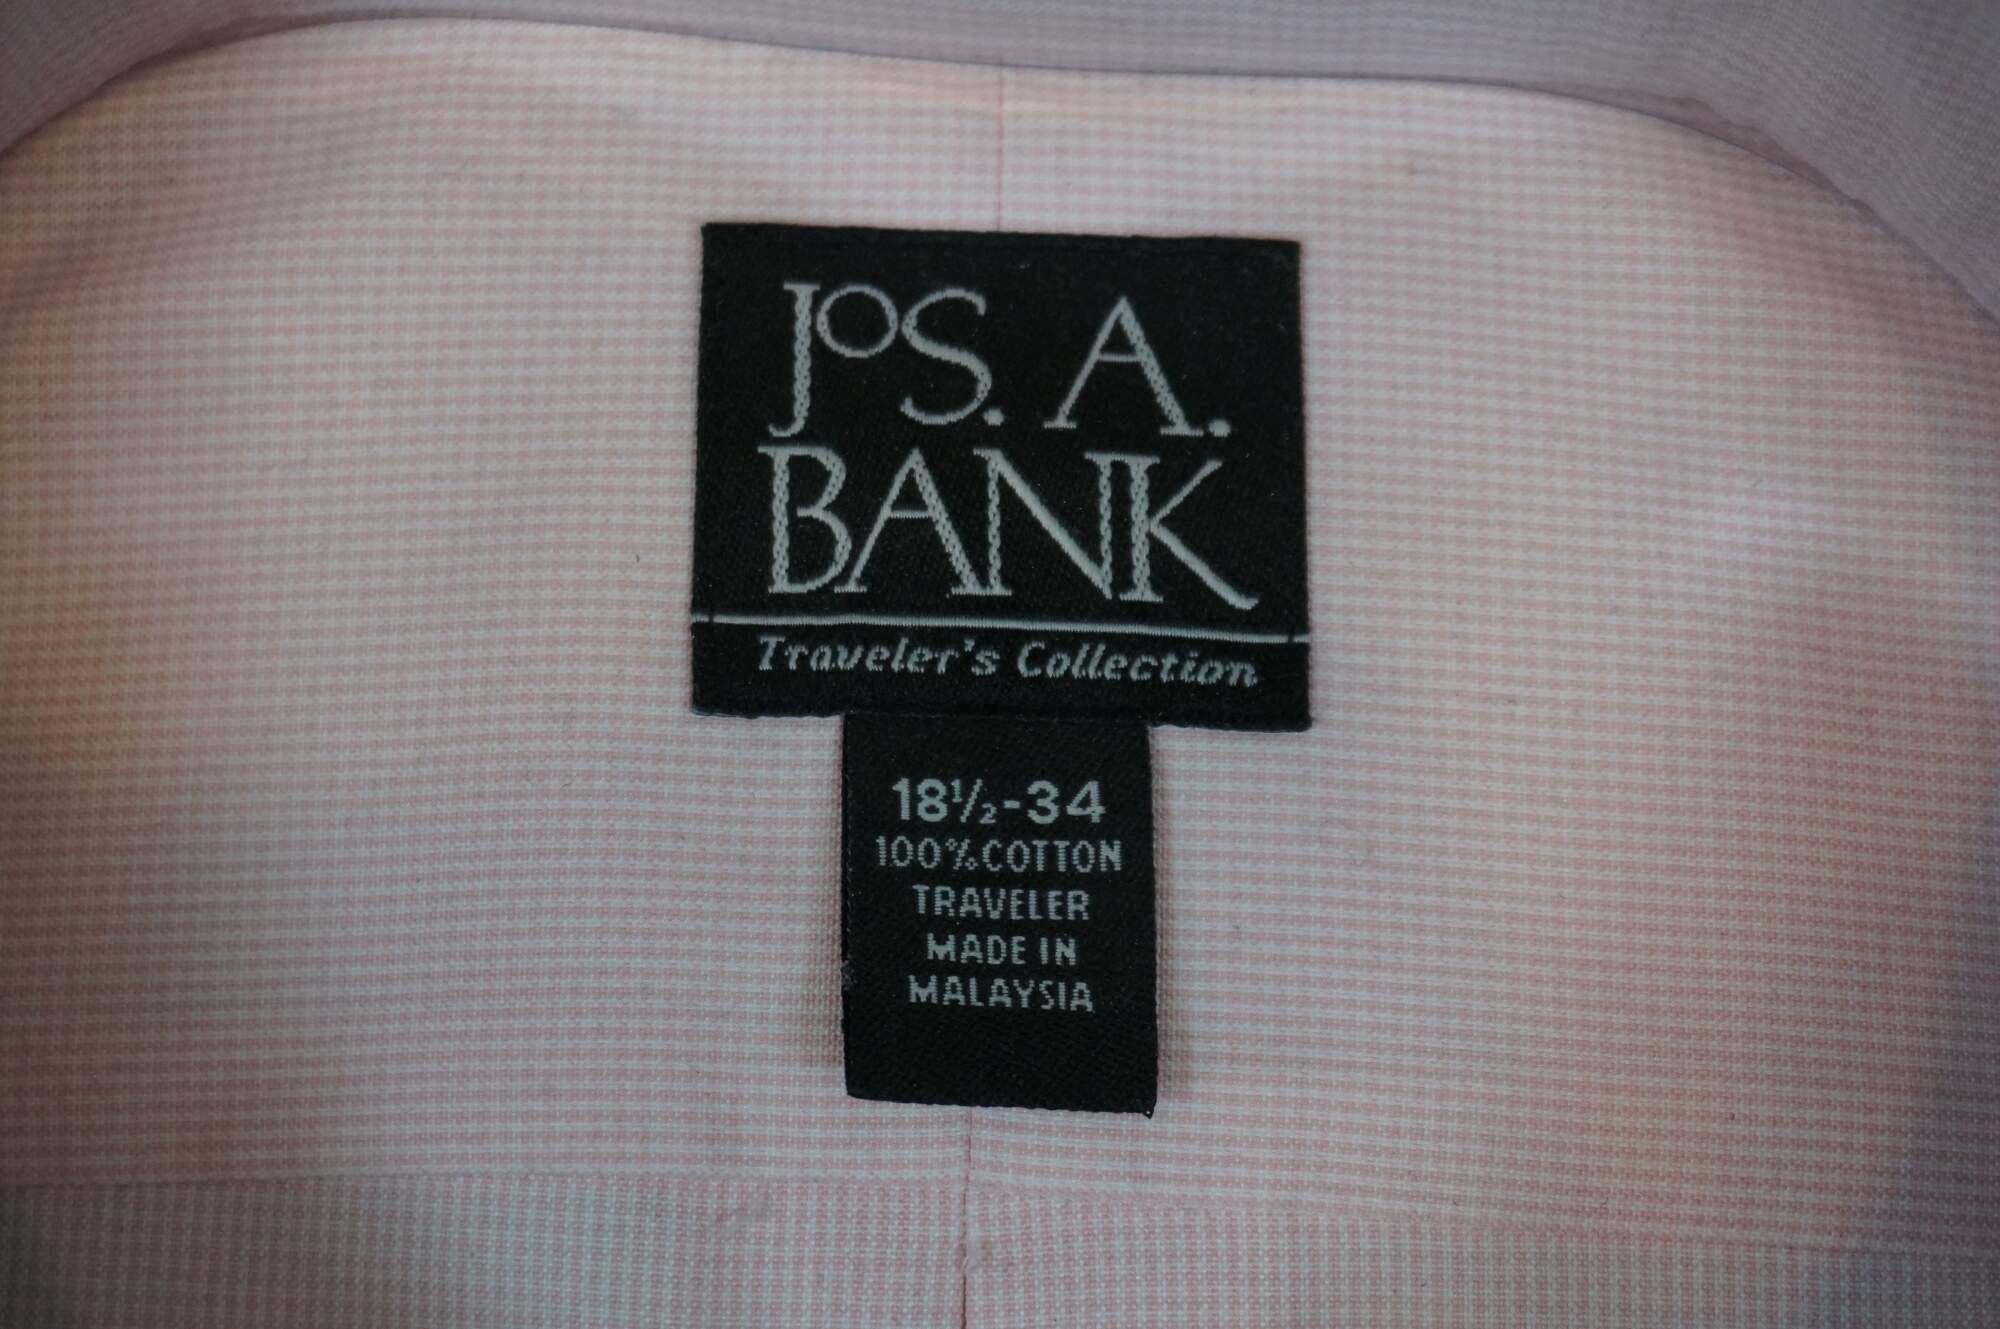 JOS. A.
BANK
Traveler's Collection
18½-34
100% COTTON
TRAVELER
MADE IN
MALAYSIA